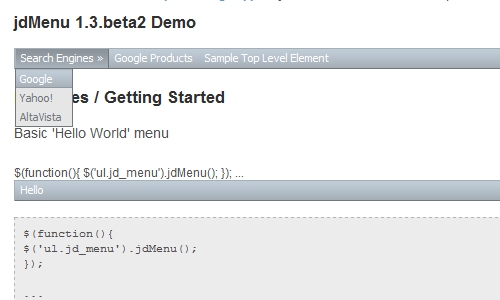 jdMenu 1.3.beta2 Demo
Search Engines » Google Products Sample Top Level Element
Google
es / Getting Started
Yahoo!
AltaVista
Basic 'Hello World' menu
$(function(){ $('ul.jd_menu').jdMenu(); }); ...
Hello
$(function(){
$('ul.jd_menu').jdMenu();
});
...